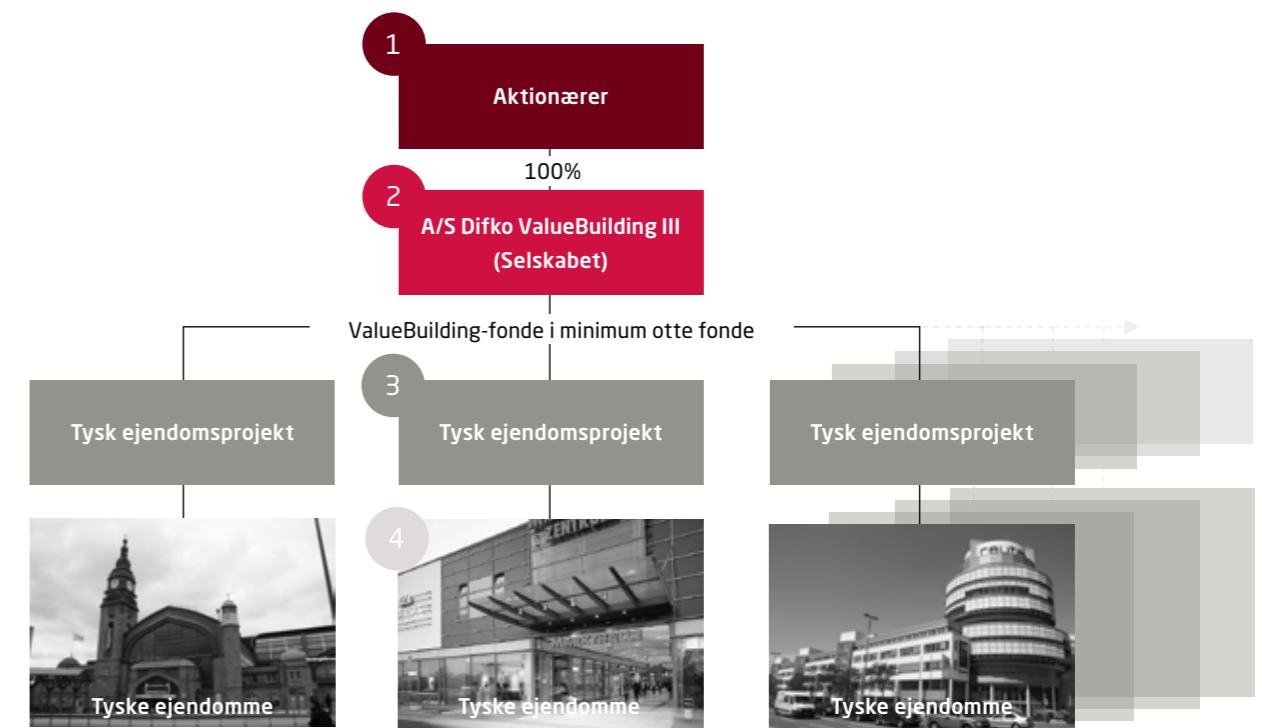 1
Aktionærer
100%
2
A/S Difko ValueBuilding III
(Selskabet)
ValueBuilding-fonde i minimum otte fonde
3
Tysk ejendomsprojekt
Tysk ejendomsprojekt
Tysk ejendomsprojekt
4
Tyske ejendomme
Tyske ejendomme
Tyske ejendomme